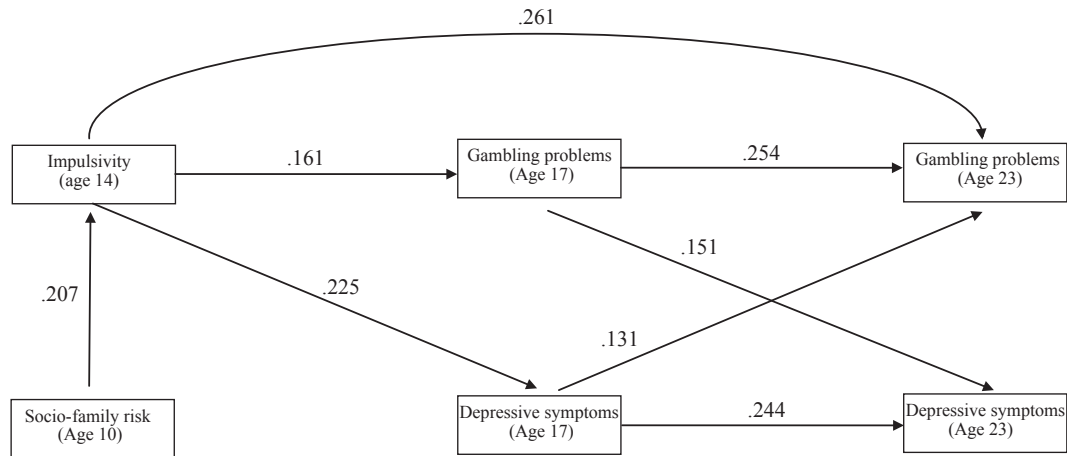 .261
Impulsivity
(age 14)
.161
Gambling problems
(Age 17)
.254
Gambling problems
(Age 23)
.151
.207
.225
.131
Socio-family risk
(Age 10)
Depressive symptoms
(Age 17)
.244
Depressive symptoms
(Age 23)